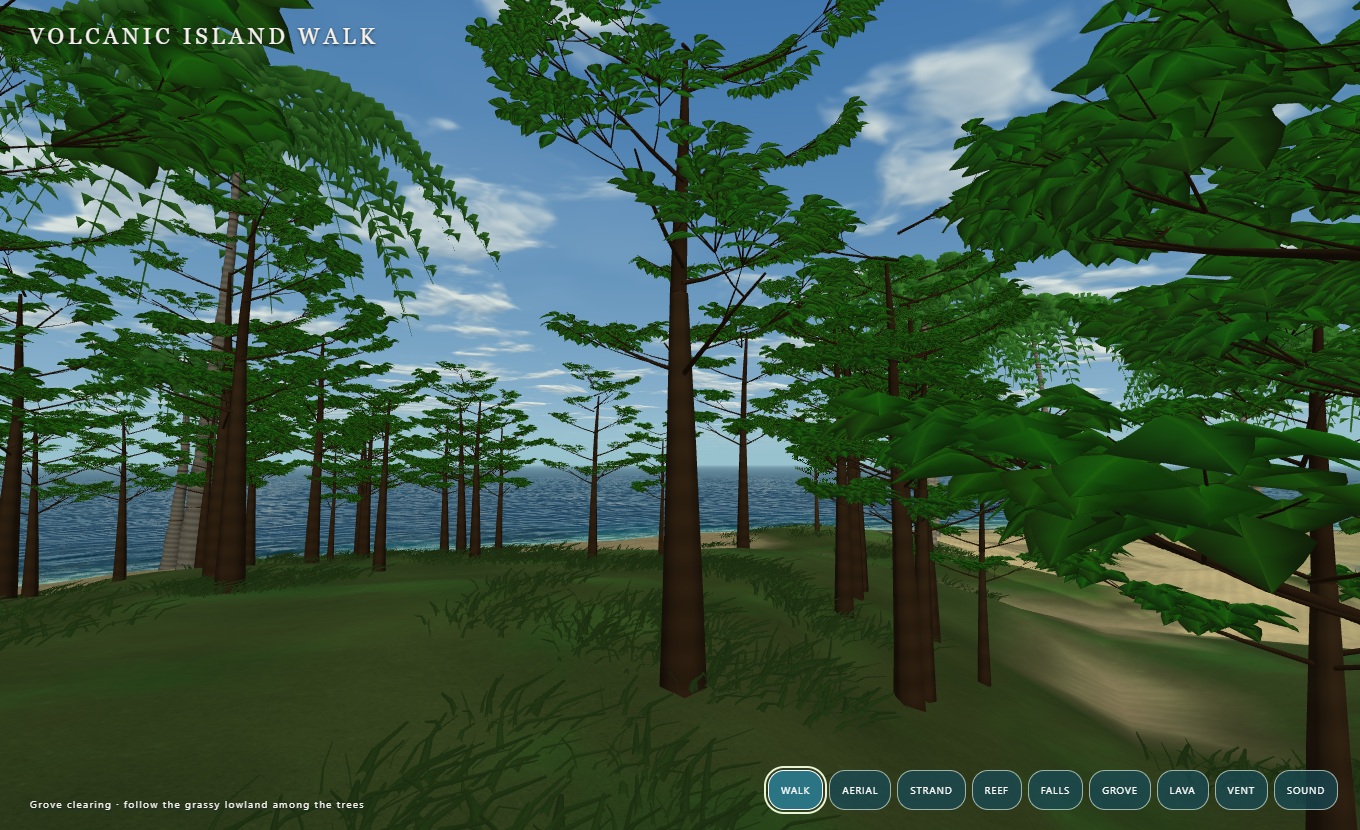 VOLCANIC ISLAND WALK
Grove clearing - follow the grassy lowland among the trees
WALK AERIAL STRAND REEF FALLS GROVE LAVA VENT SOUND